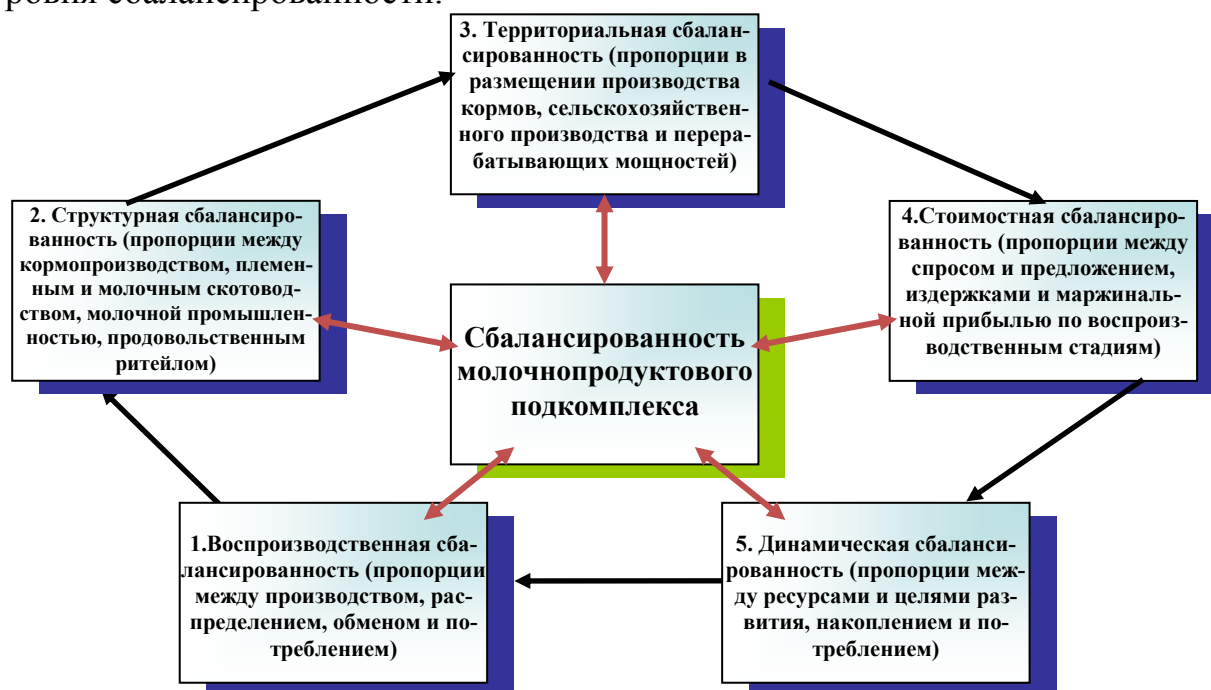 ровня сбалансированности.
3. Территориальная сбалан-
сированность (пропорции в
размещении производства
кормов, сельскохозяйствен-
ного производства и перера-
батывающих мощностей)
2. Структурная сбалансиро-
ванность (пропорции между
кормопроизводством, племен-
ным и молочным скотовод-
ством, молочной промышлен-
ностью, продовольственным
ритейлом)
4.Стоимостная сбалансиро-
ванность (пропорции между
спросом и предложением,
издержками и маржиналь-
ной прибылью по воспроиз-
водственным стадиям)
Сбалансированность
молочнопродуктового
подкомплекса
1.Воспроизводственная сба-
лансированность (пропорции
между производством, рас-
пределением, обменом и по-
треблением)
5. Динамическая сбаланси-
рованность (пропорции меж-
ду ресурсами и целями раз-
вития, накоплением и по-
треблением)